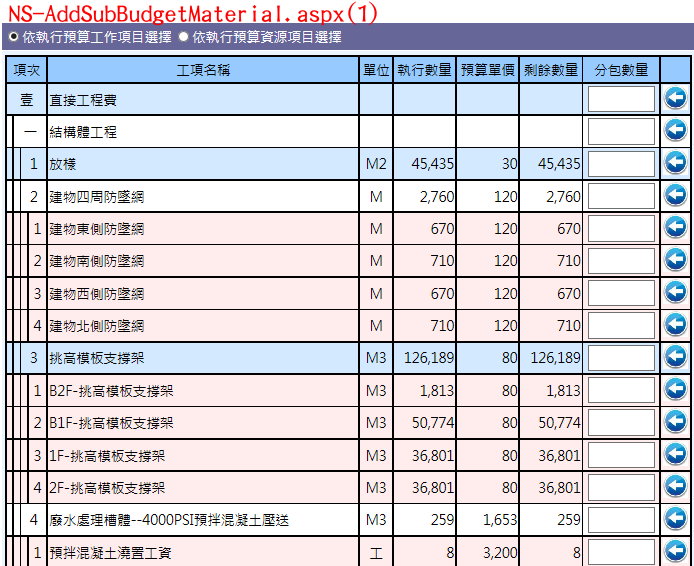 NS-AddSubBudgetMaterial.aspx(1)
依執行預算工作項目選擇 依執行預算資源項目選擇
項次 工項名稱 單位 執行數量 預算單價 剩餘數量 分包數量
壹 直接工程費
一 結構體工程
1 放樣 M2 45,435 30 45,435
2 建物四周防墜網 M 2,760 120 2,760
1 建物東側防墜網 M 670 120 670
2 建物南側防墜網 M 710 120 710
3 建物西側防墜網 M 670 120 670
4 建物北側防墜網 M 710 120 710
3 挑高模板支撐架 M3 126,189 80 126,189
1 B2F-挑高模板支撐架 M3 1,813 80 1,813
2 B1F-挑高模板支撐架 M3 50,774 80 50,774
3 1F-挑高模板支撐架 M3 36,801 80 36,801
4 2F-挑高模板支撐架 M3 36,801 80 36,801
4 廢水處理槽體--4000PSI預拌混凝土壓送 M3 259 1,653 259
1 預拌混凝土澆置工資 工 8 3,200 8